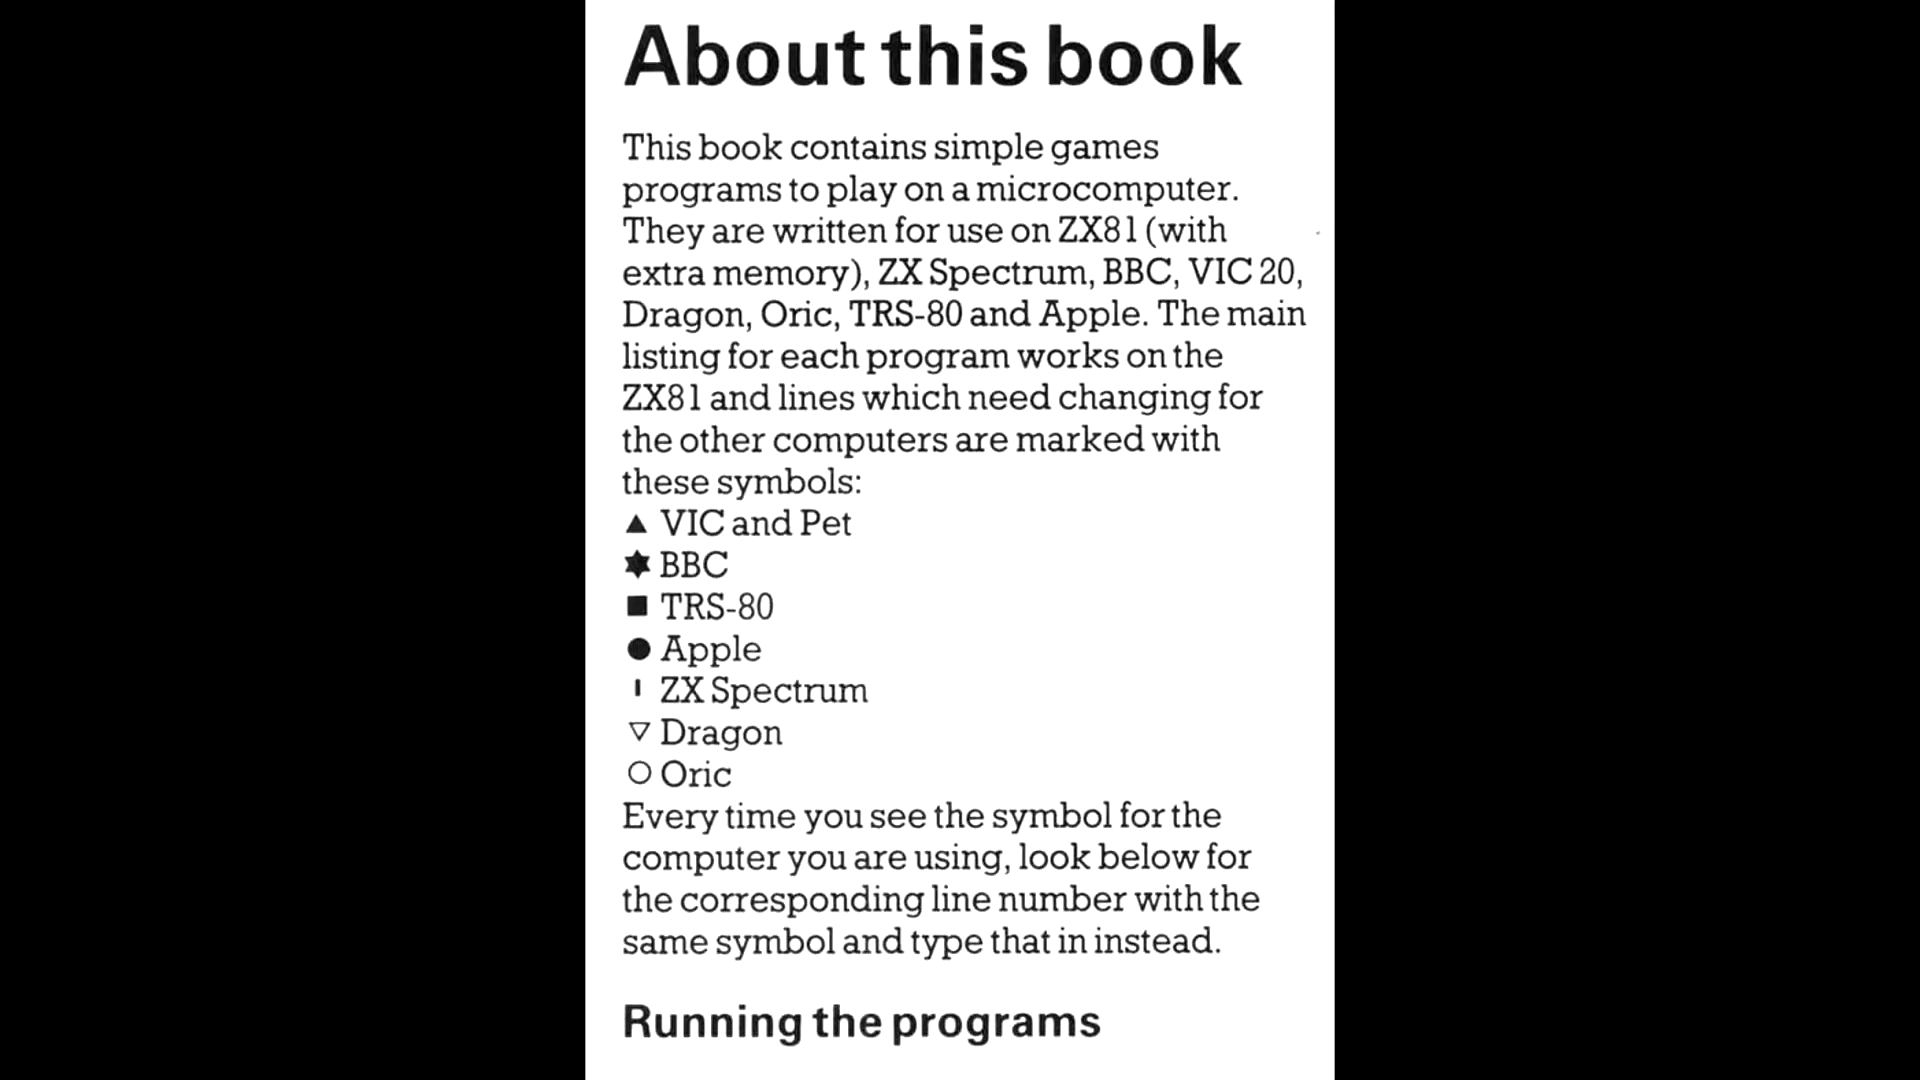 About this book
This book contains simple games
programs to play on a microcomputer.
They are written for use on ZX81 (with
extra memory), ZX Spectrum, BBC, VIC 20,
Dragon, Oric, TRS-80 and Apple. The main
listing for each program works on the
ZX81 and lines which need changing for
the other computers are marked with
these symbols:
▲ VIC and Pet
✶ BBC
■ TRS-80
● Apple
I ZX Spectrum
▽ Dragon
○ Oric
Every time you see the symbol for the
computer you are using, look below for
the corresponding line number with the
same symbol and type that in instead.
Running the programs